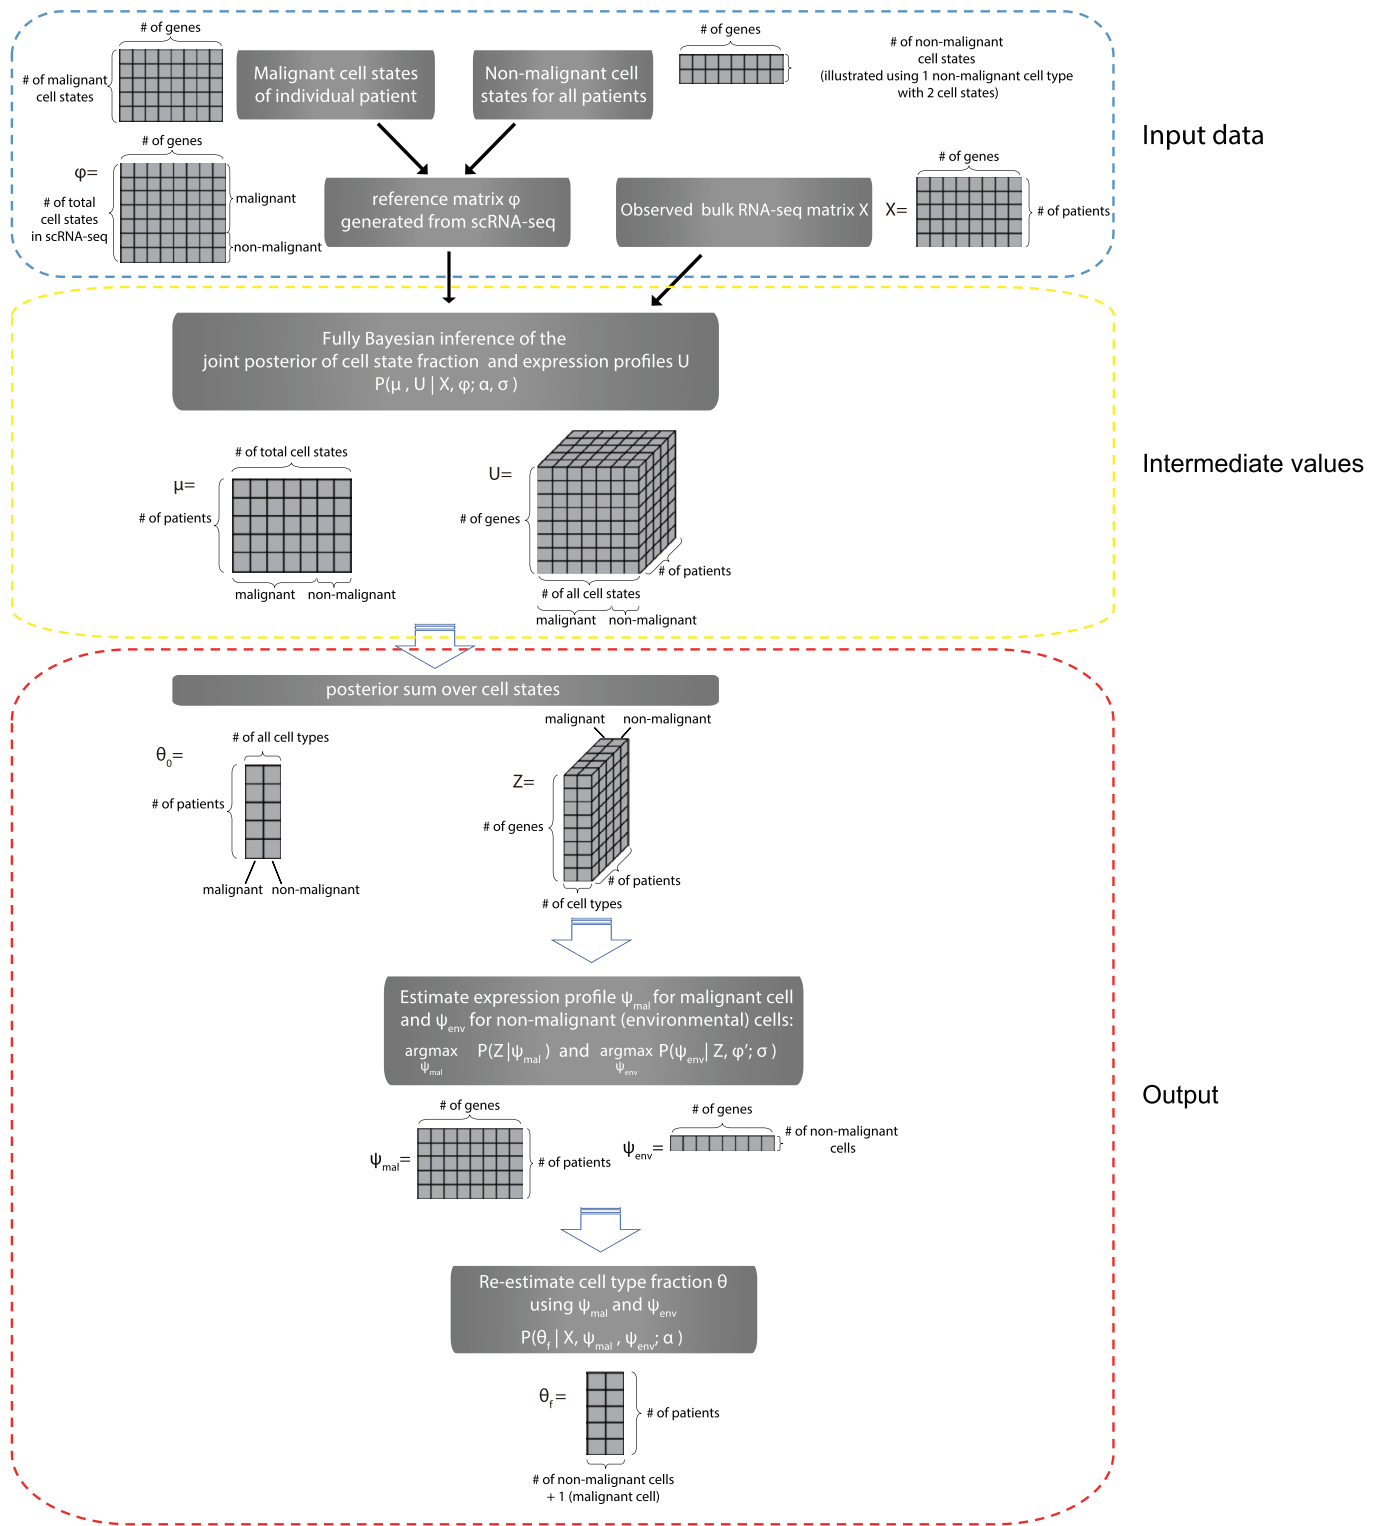 # of genes
# of malignant
cell states
Malignant cell states
of individual patient
Non-malignant cell
states for all patients
# of genes
# of non-malignant
cell states
(illustrated using 1 non-malignant cell type
with 2 cell states)
Input data
# of genes
φ=
# of total
cell states
in scRNA-seq
malignant
non-malignant
reference matrix φ
generated from scRNA-seq
Observed bulk RNA-seq matrix X
X=
# of genes
# of patients
Fully Bayesian inference of the
joint posterior of cell state fraction and expression profiles U
P(μ , U | X, φ; α, σ )
Intermediate values
# of total cell states
μ=
# of patients
malignant
non-malignant
U=
# of genes
# of patients
# of all cell states
malignant
non-malignant
posterior sum over cell states
# of all cell types
θ0=
# of patients
malignant
non-malignant
malignant
non-malignant
Z=
# of genes
# of patients
# of cell types
Estimate expression profile ψmal for malignant cell
and ψenv for non-malignant (environmental) cells:
argmax P(Z|ψmal ) and argmax P(ψenv| Z, φ′; σ )
ψmal ψenv
Output
# of genes
ψmal=
# of patients
# of genes
ψenv=
# of non-malignant
cells
Re-estimate cell type fraction θ
using ψmal and ψenv
P(θf | X, ψmal , ψenv; α )
θf=
# of patients
# of non-malignant cells
+ 1 (malignant cell)